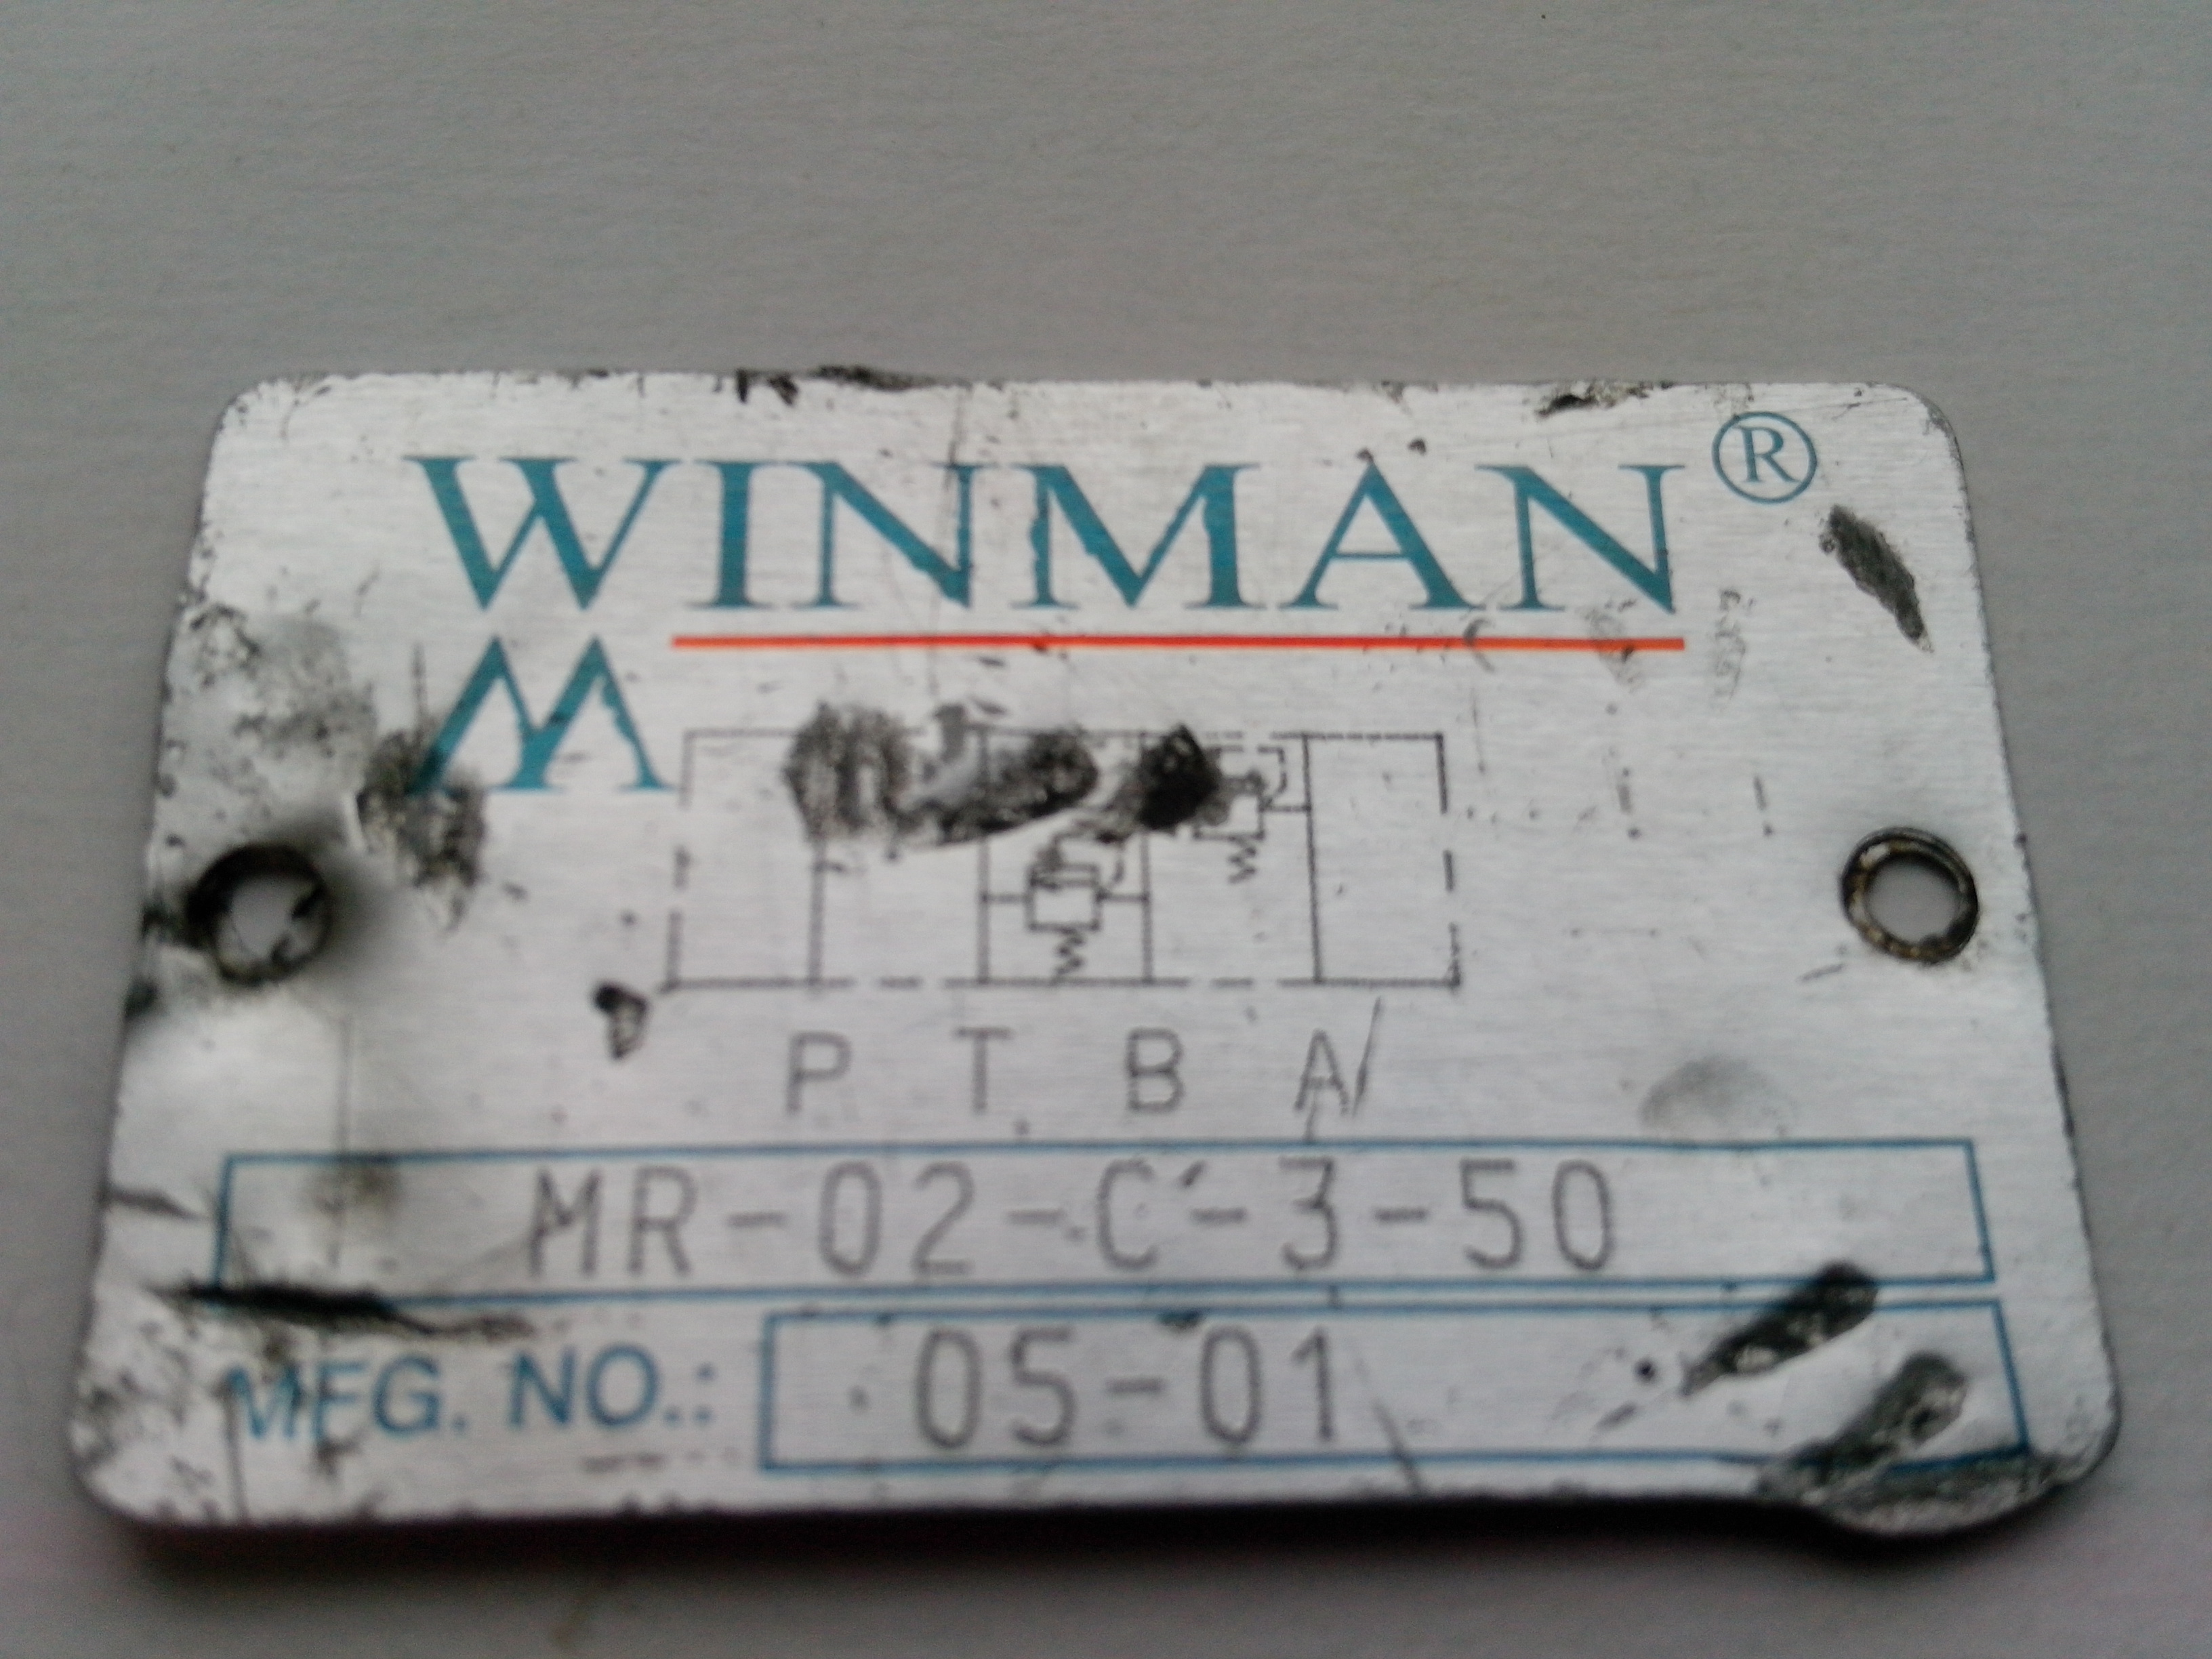 WINMAN®
P T B A
MR-02-C-3-50
MFG. NO.: 05-01